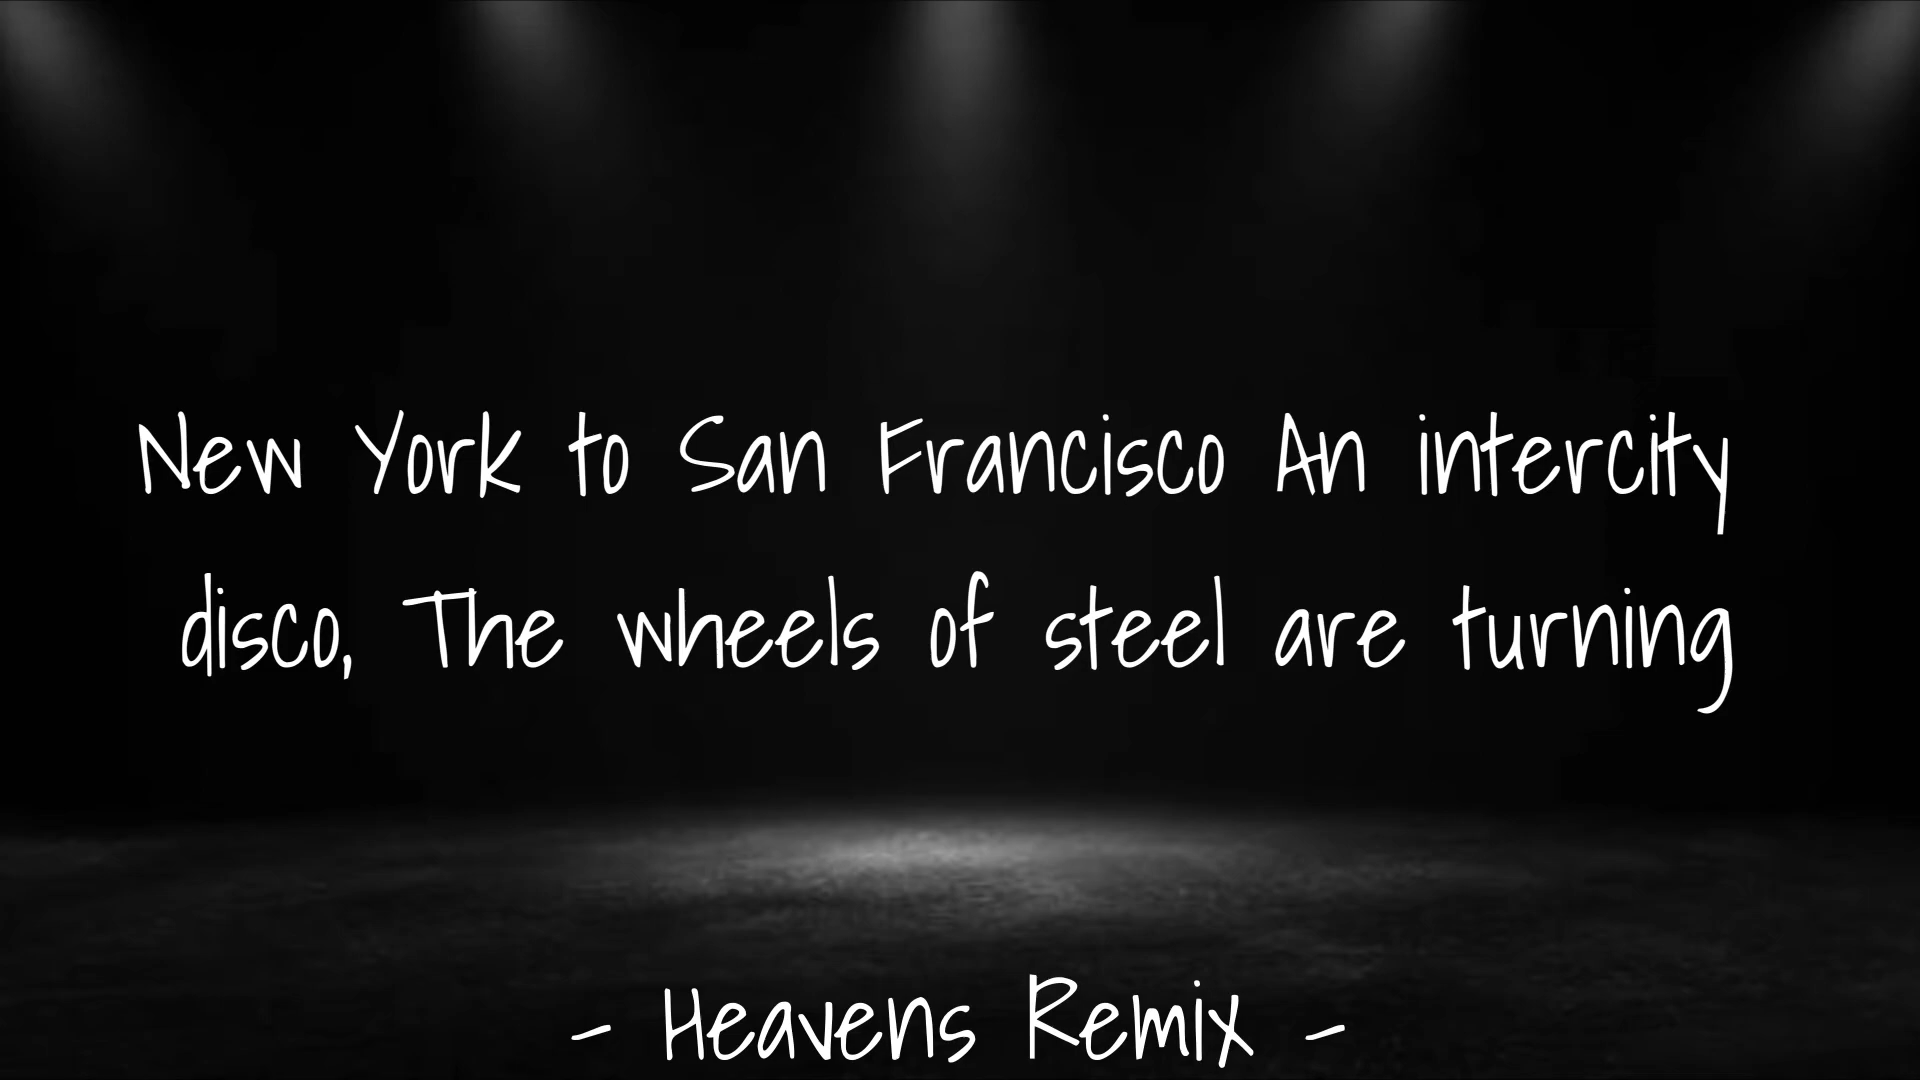 New York to San Francisco An intercity
disco, The wheels of steel are turning
- Heavens Remix -